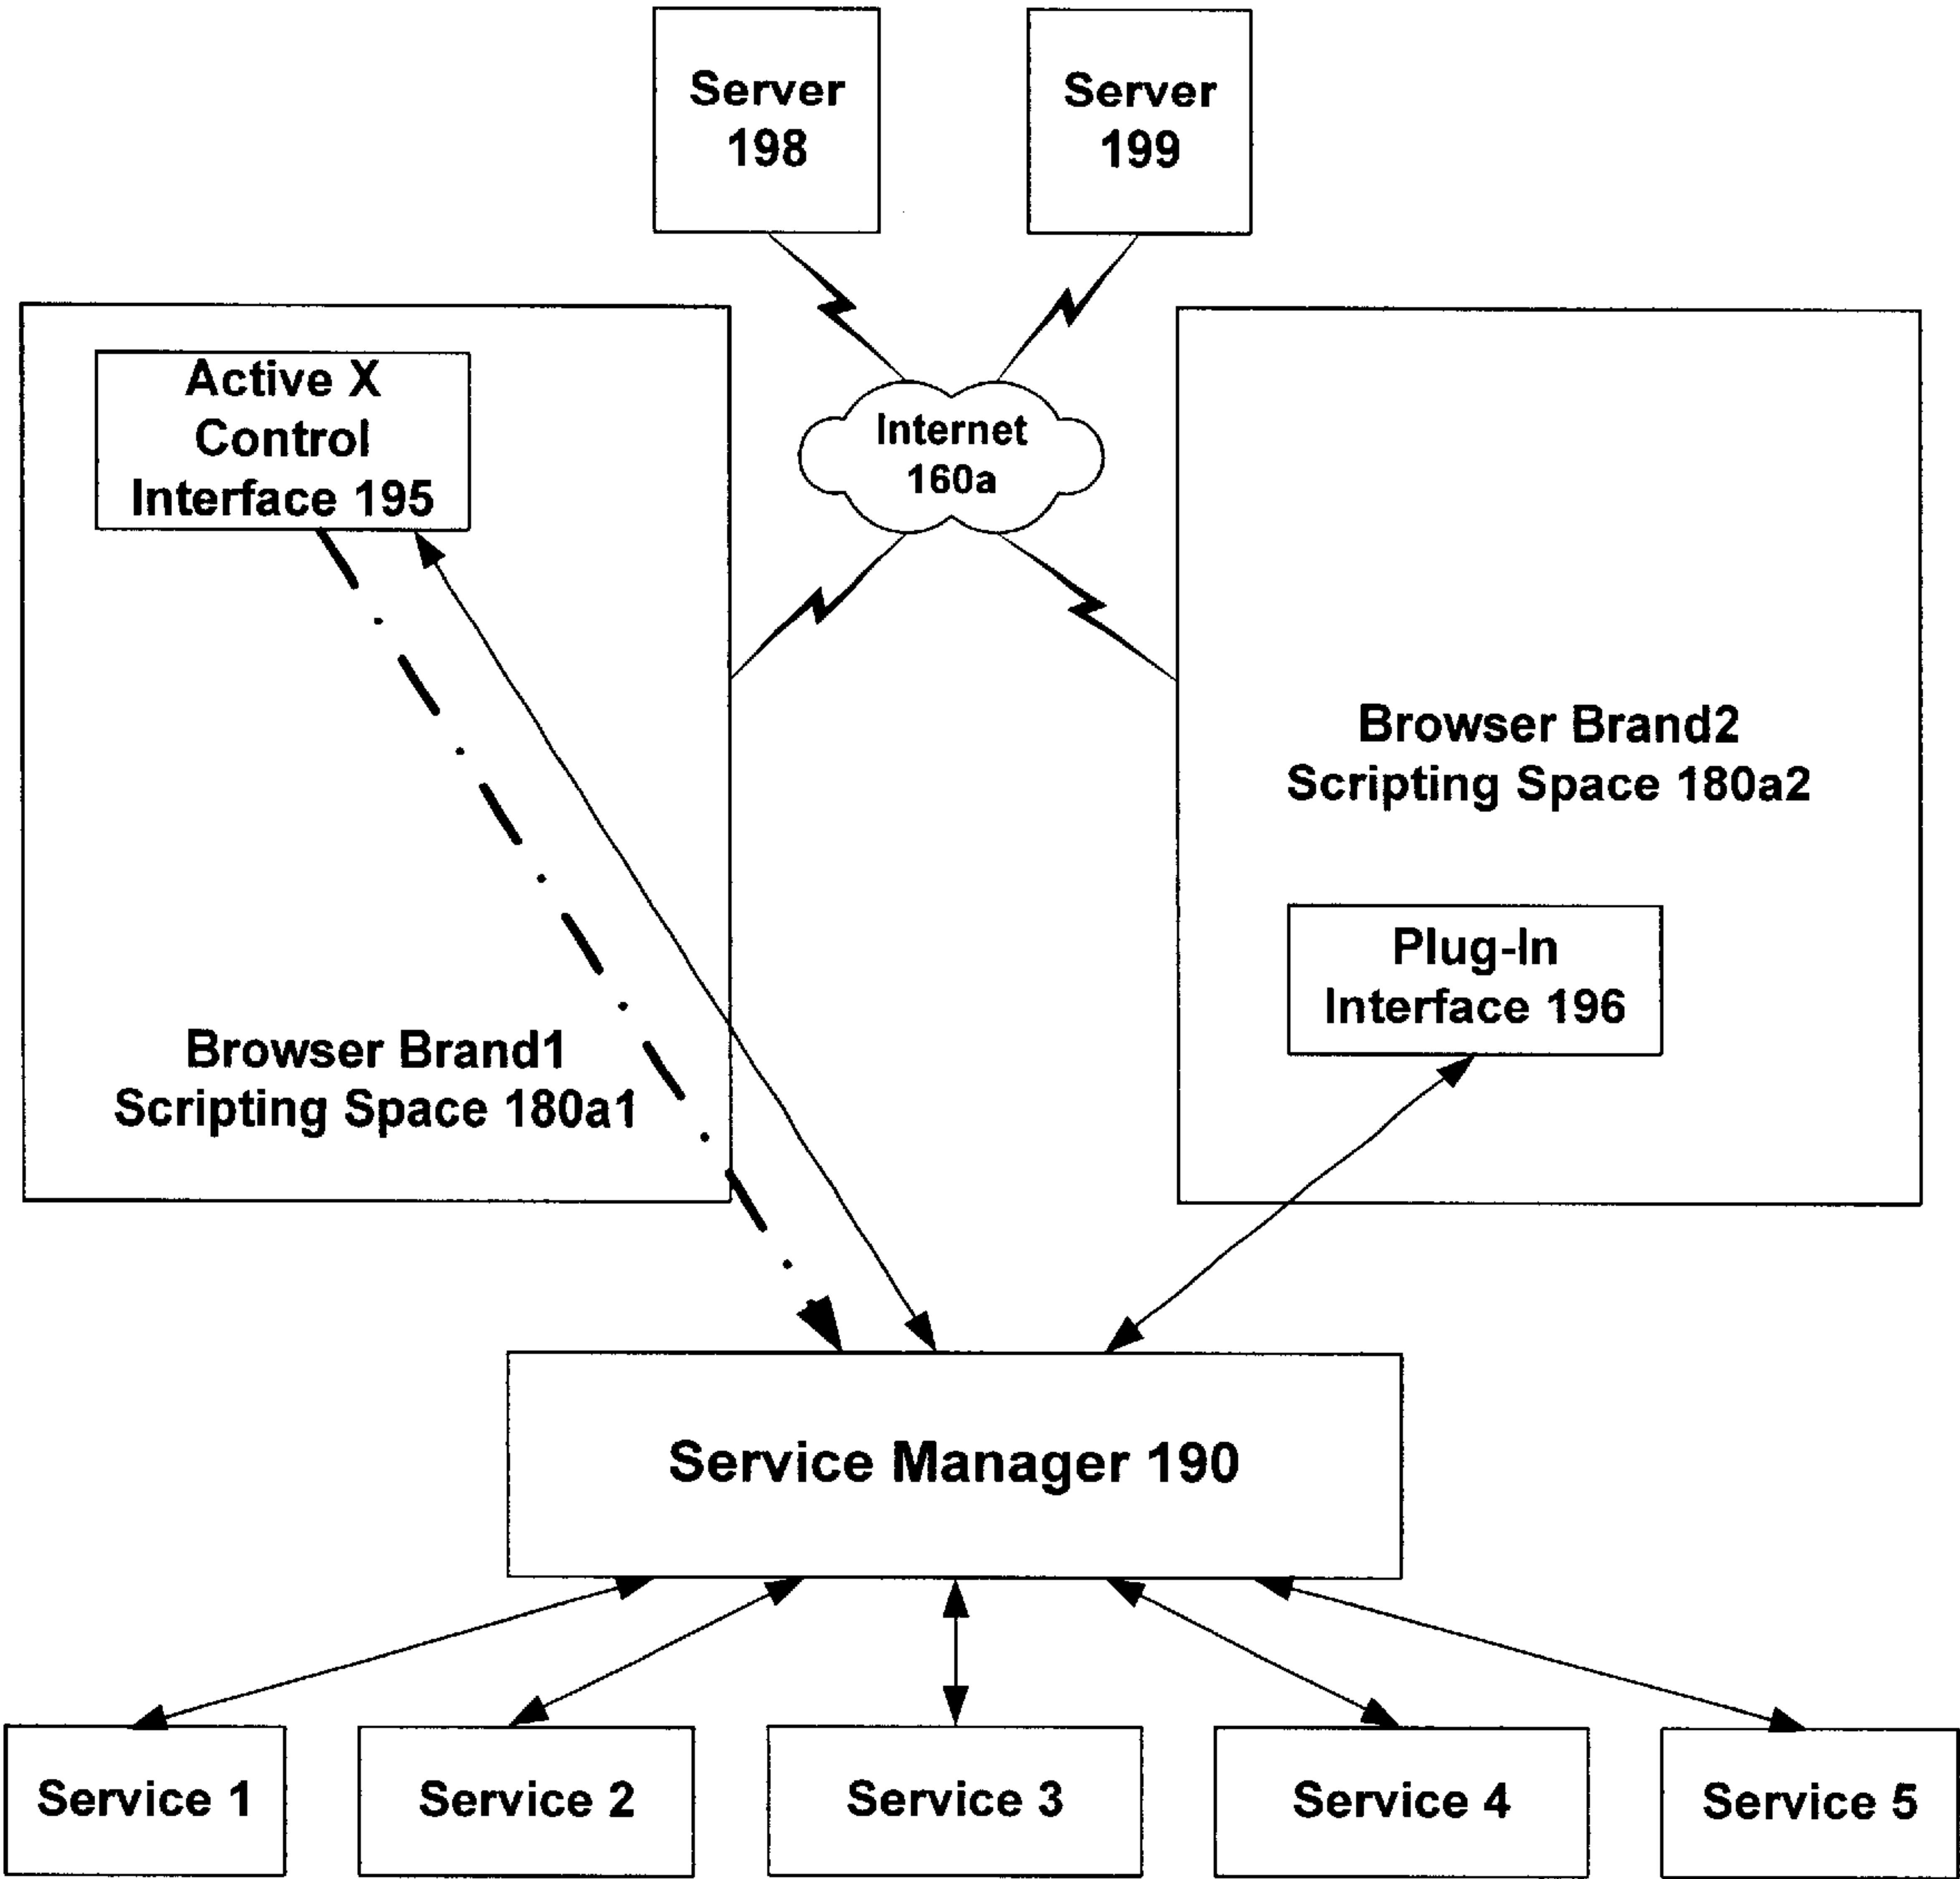 Server
198
Server
199
Active X
Control
Interface 195
Internet
160a
Browser Brand2
Scripting Space 180a2
Plug-In
Interface 196
Browser Brand1
Scripting Space 180a1
Service Manager 190
Service 1
Service 2
Service 3
Service 4
Service 5